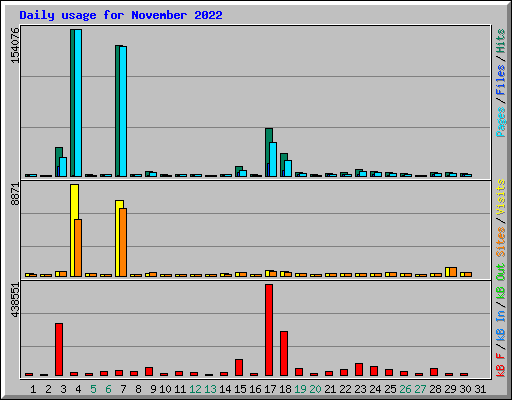 Daily usage for November 2022
154076
Pages / Files / Hits
8871
Sites / Visits
438551
kB F / kB In / kB Out
1 2 3 4 5 6 7 8 9 10 11 12 13 14 15 16 17 18 19 20 21 22 23 24 25 26 27 28 29 30 31